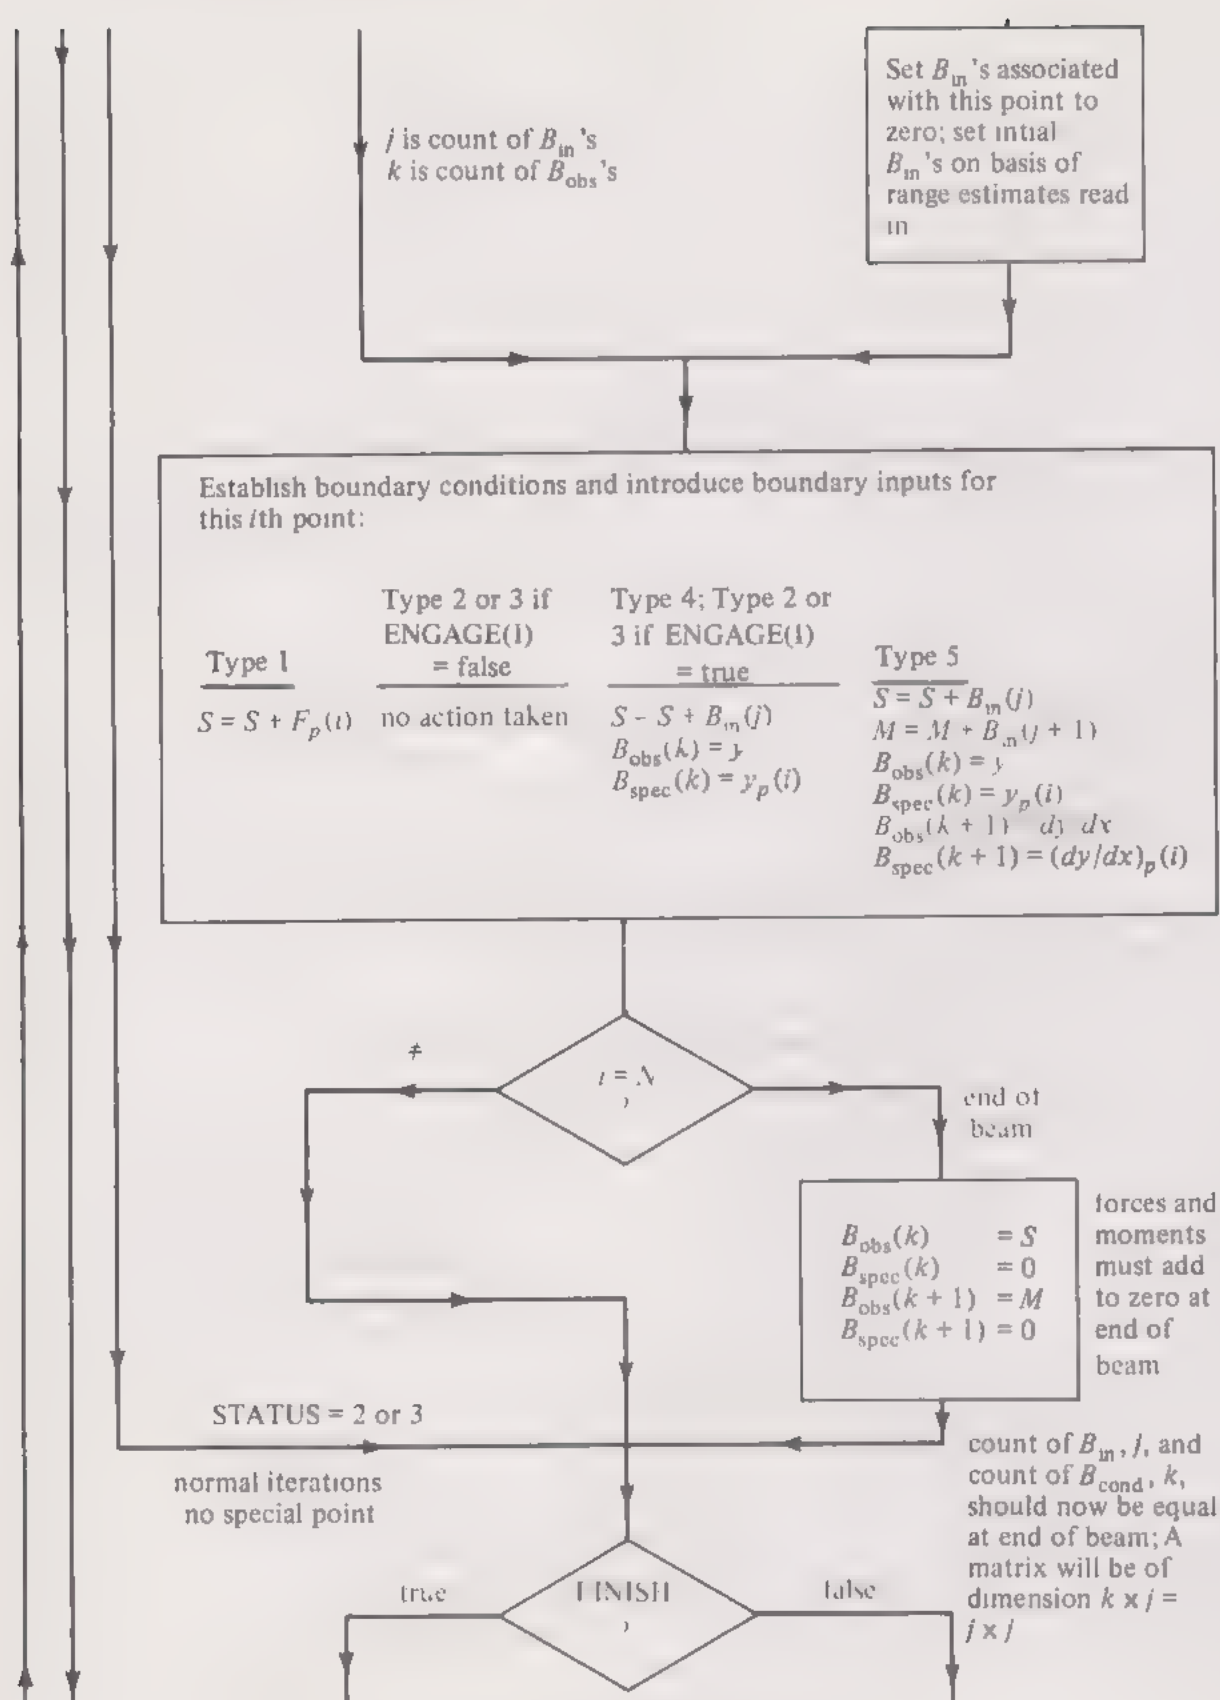 Set B_in's associated
with this point to
zero; set intial
B_in's on basis of
range estimates read
in
j is count of B_in's
k is count of B_obs's
Establish boundary conditions and introduce boundary inputs for
this ith point:
Type 1
S = S + F_p(i)
Type 2 or 3 if
ENGAGE(I)
= false
no action taken
Type 4; Type 2 or
3 if ENGAGE(I)
= true
S = S + B_in(j)
B_obs(k) = y
B_spec(k) = y_p(i)
Type 5
S = S + B_in(j)
M = M + B_in(j + 1)
B_obs(k) = y
B_spec(k) = y_p(i)
B_obs(k + 1) dy dx
B_spec(k + 1) = (dy/dx)_p(i)
≠
i = N
?
end of
beam
B_obs(k) = S
B_spec(k) = 0
B_obs(k + 1) = M
B_spec(k + 1) = 0
forces and
moments
must add
to zero at
end of
beam
STATUS = 2 or 3
normal iterations
no special point
count of B_in, j, and
count of B_cond, k,
should now be equal
at end of beam; A
matrix will be of
dimension k x j =
j x j
true
FINISH
?
false